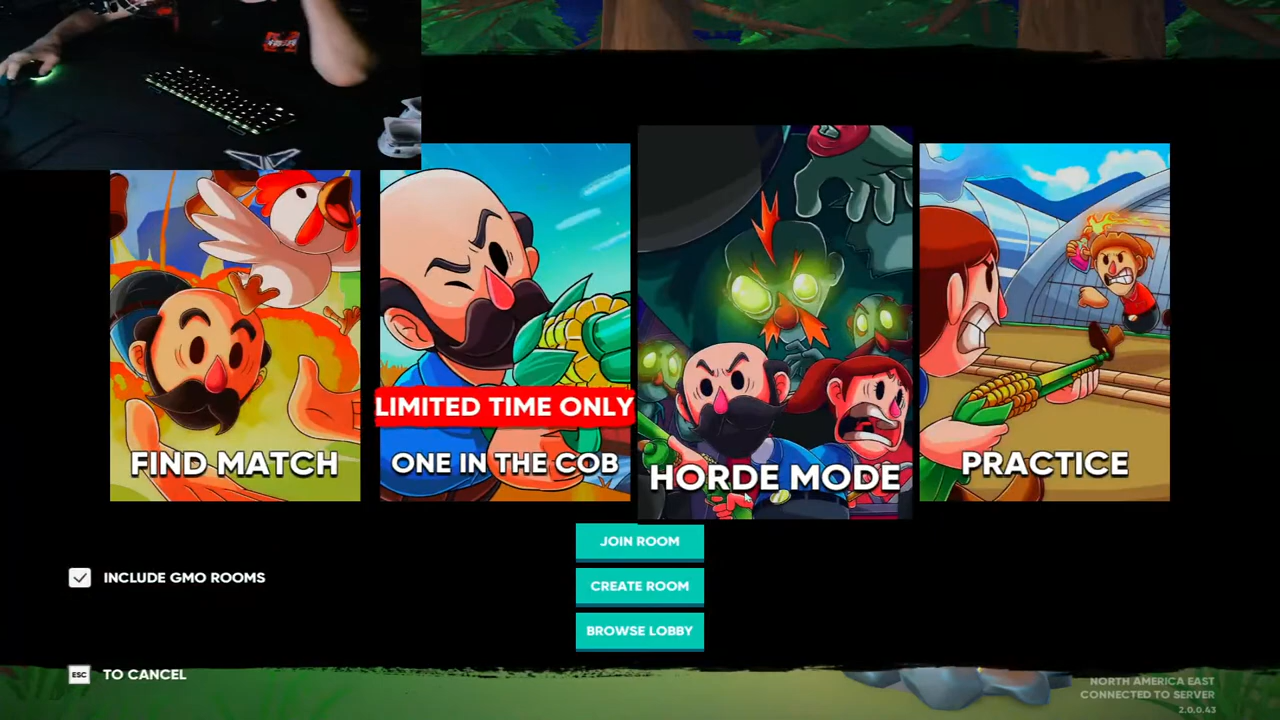 LIMITED TIME ONLY
FIND MATCH
ONE IN THE COB
HORDE MODE
PRACTICE
JOIN ROOM
CREATE ROOM
BROWSE LOBBY
INCLUDE GMO ROOMS
ESC TO CANCEL
NORTH AMERICA EAST
CONNECTED TO SERVER
2.0.0.43